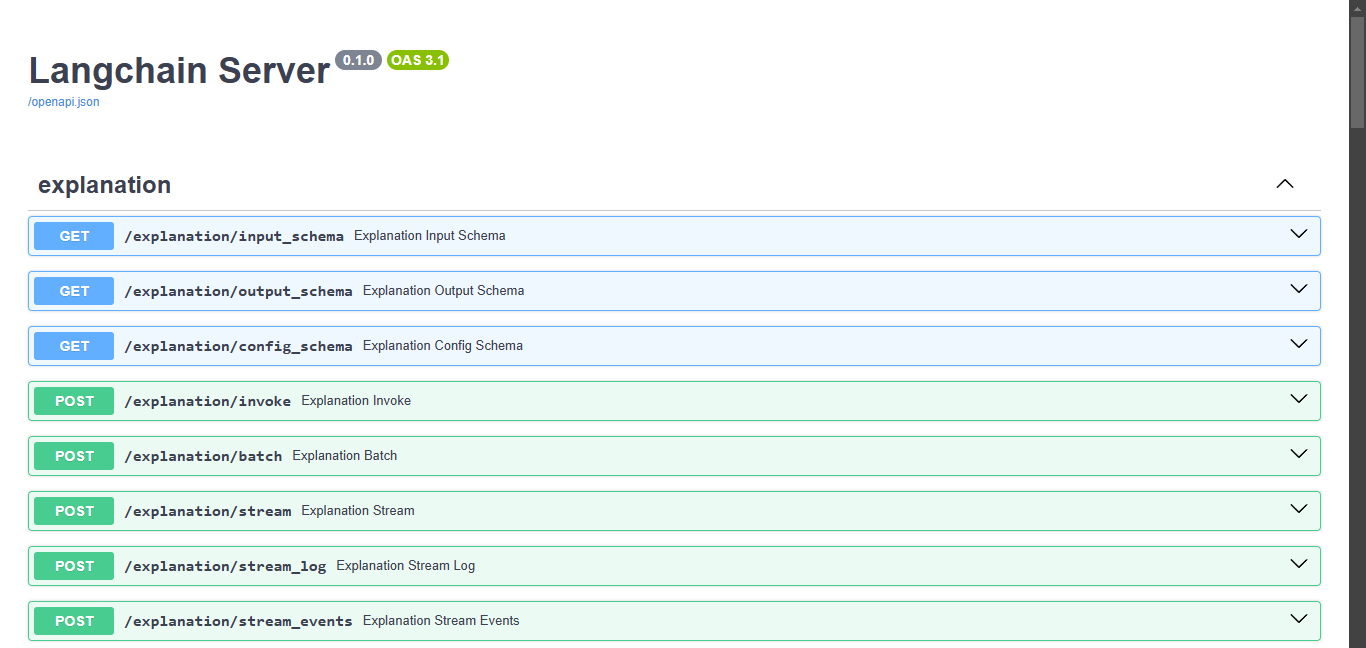 Langchain Server 0.1.0 OAS 3.1
/openapi.json
explanation
GET /explanation/input_schema Explanation Input Schema
GET /explanation/output_schema Explanation Output Schema
GET /explanation/config_schema Explanation Config Schema
POST /explanation/invoke Explanation Invoke
POST /explanation/batch Explanation Batch
POST /explanation/stream Explanation Stream
POST /explanation/stream_log Explanation Stream Log
POST /explanation/stream_events Explanation Stream Events